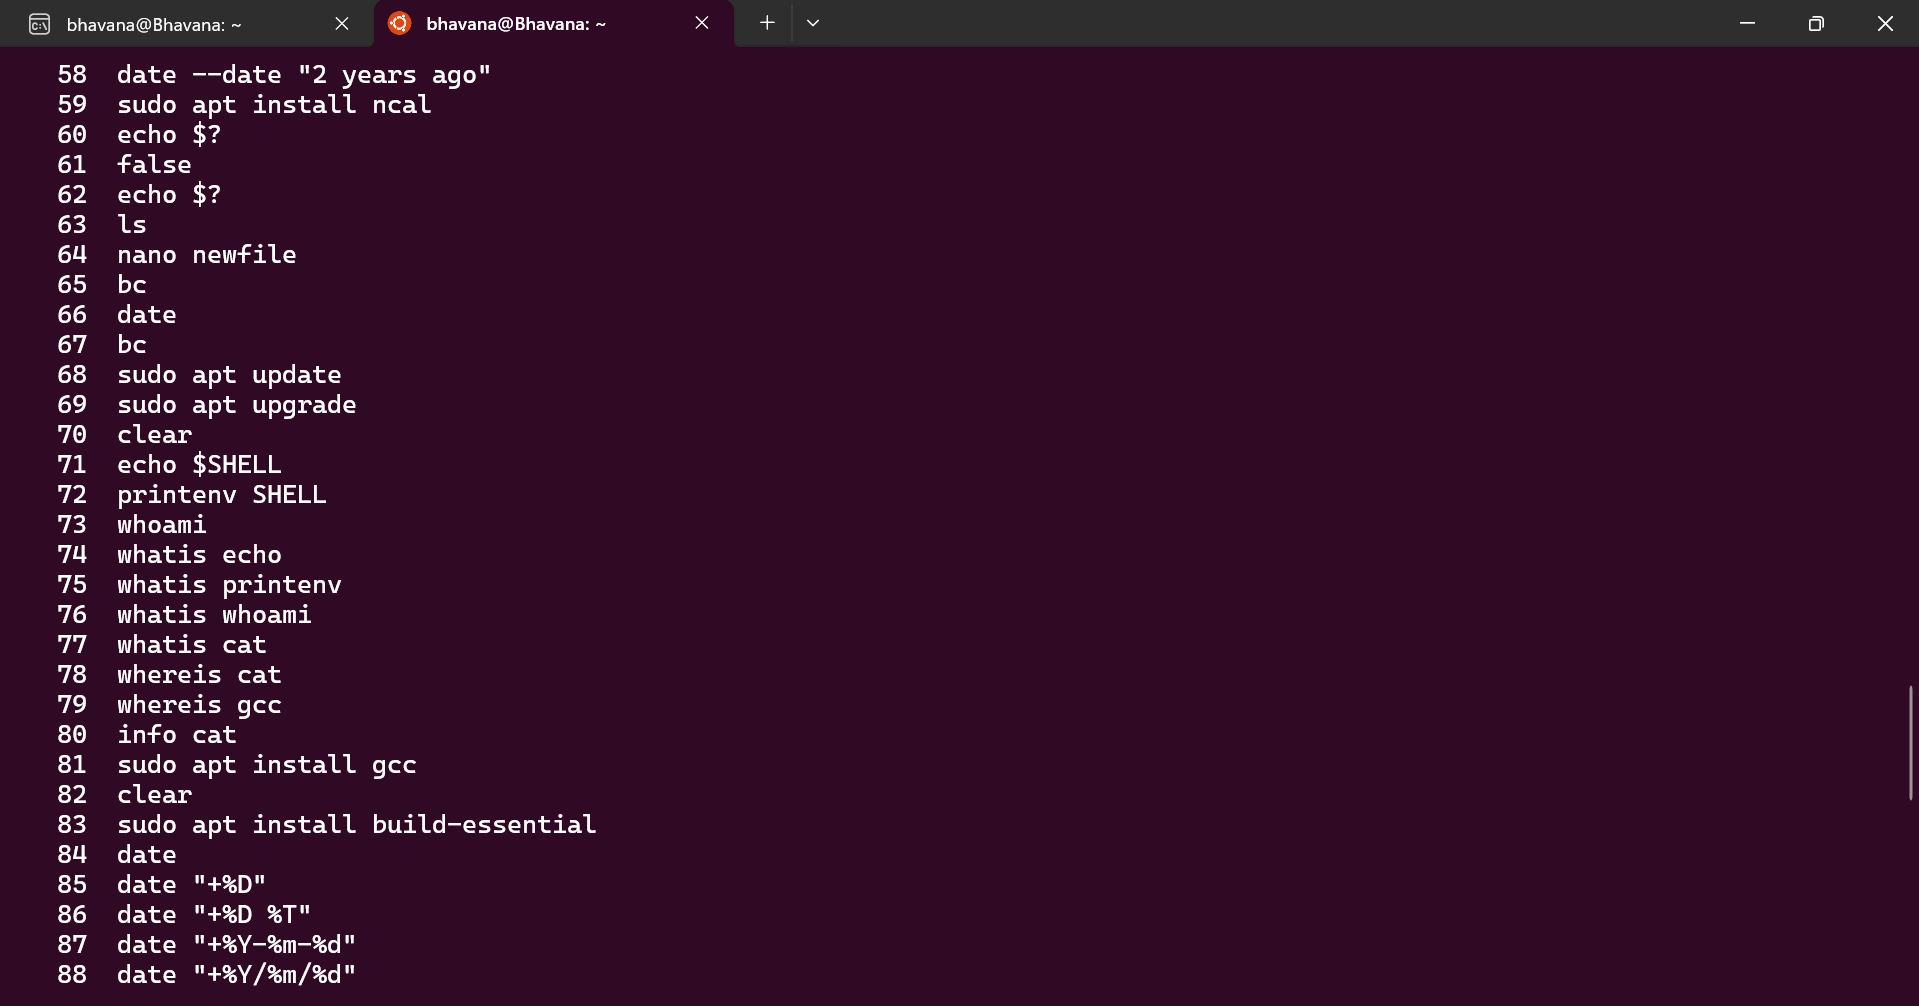 bhavana@Bhavana: ~
bhavana@Bhavana: ~
58 date --date "2 years ago"
59 sudo apt install ncal
60 echo $?
61 false
62 echo $?
63 ls
64 nano newfile
65 bc
66 date
67 bc
68 sudo apt update
69 sudo apt upgrade
70 clear
71 echo $SHELL
72 printenv SHELL
73 whoami
74 whatis echo
75 whatis printenv
76 whatis whoami
77 whatis cat
78 whereis cat
79 whereis gcc
80 info cat
81 sudo apt install gcc
82 clear
83 sudo apt install build-essential
84 date
85 date "+%D"
86 date "+%D %T"
87 date "+%Y-%m-%d"
88 date "+%Y/%m/%d"